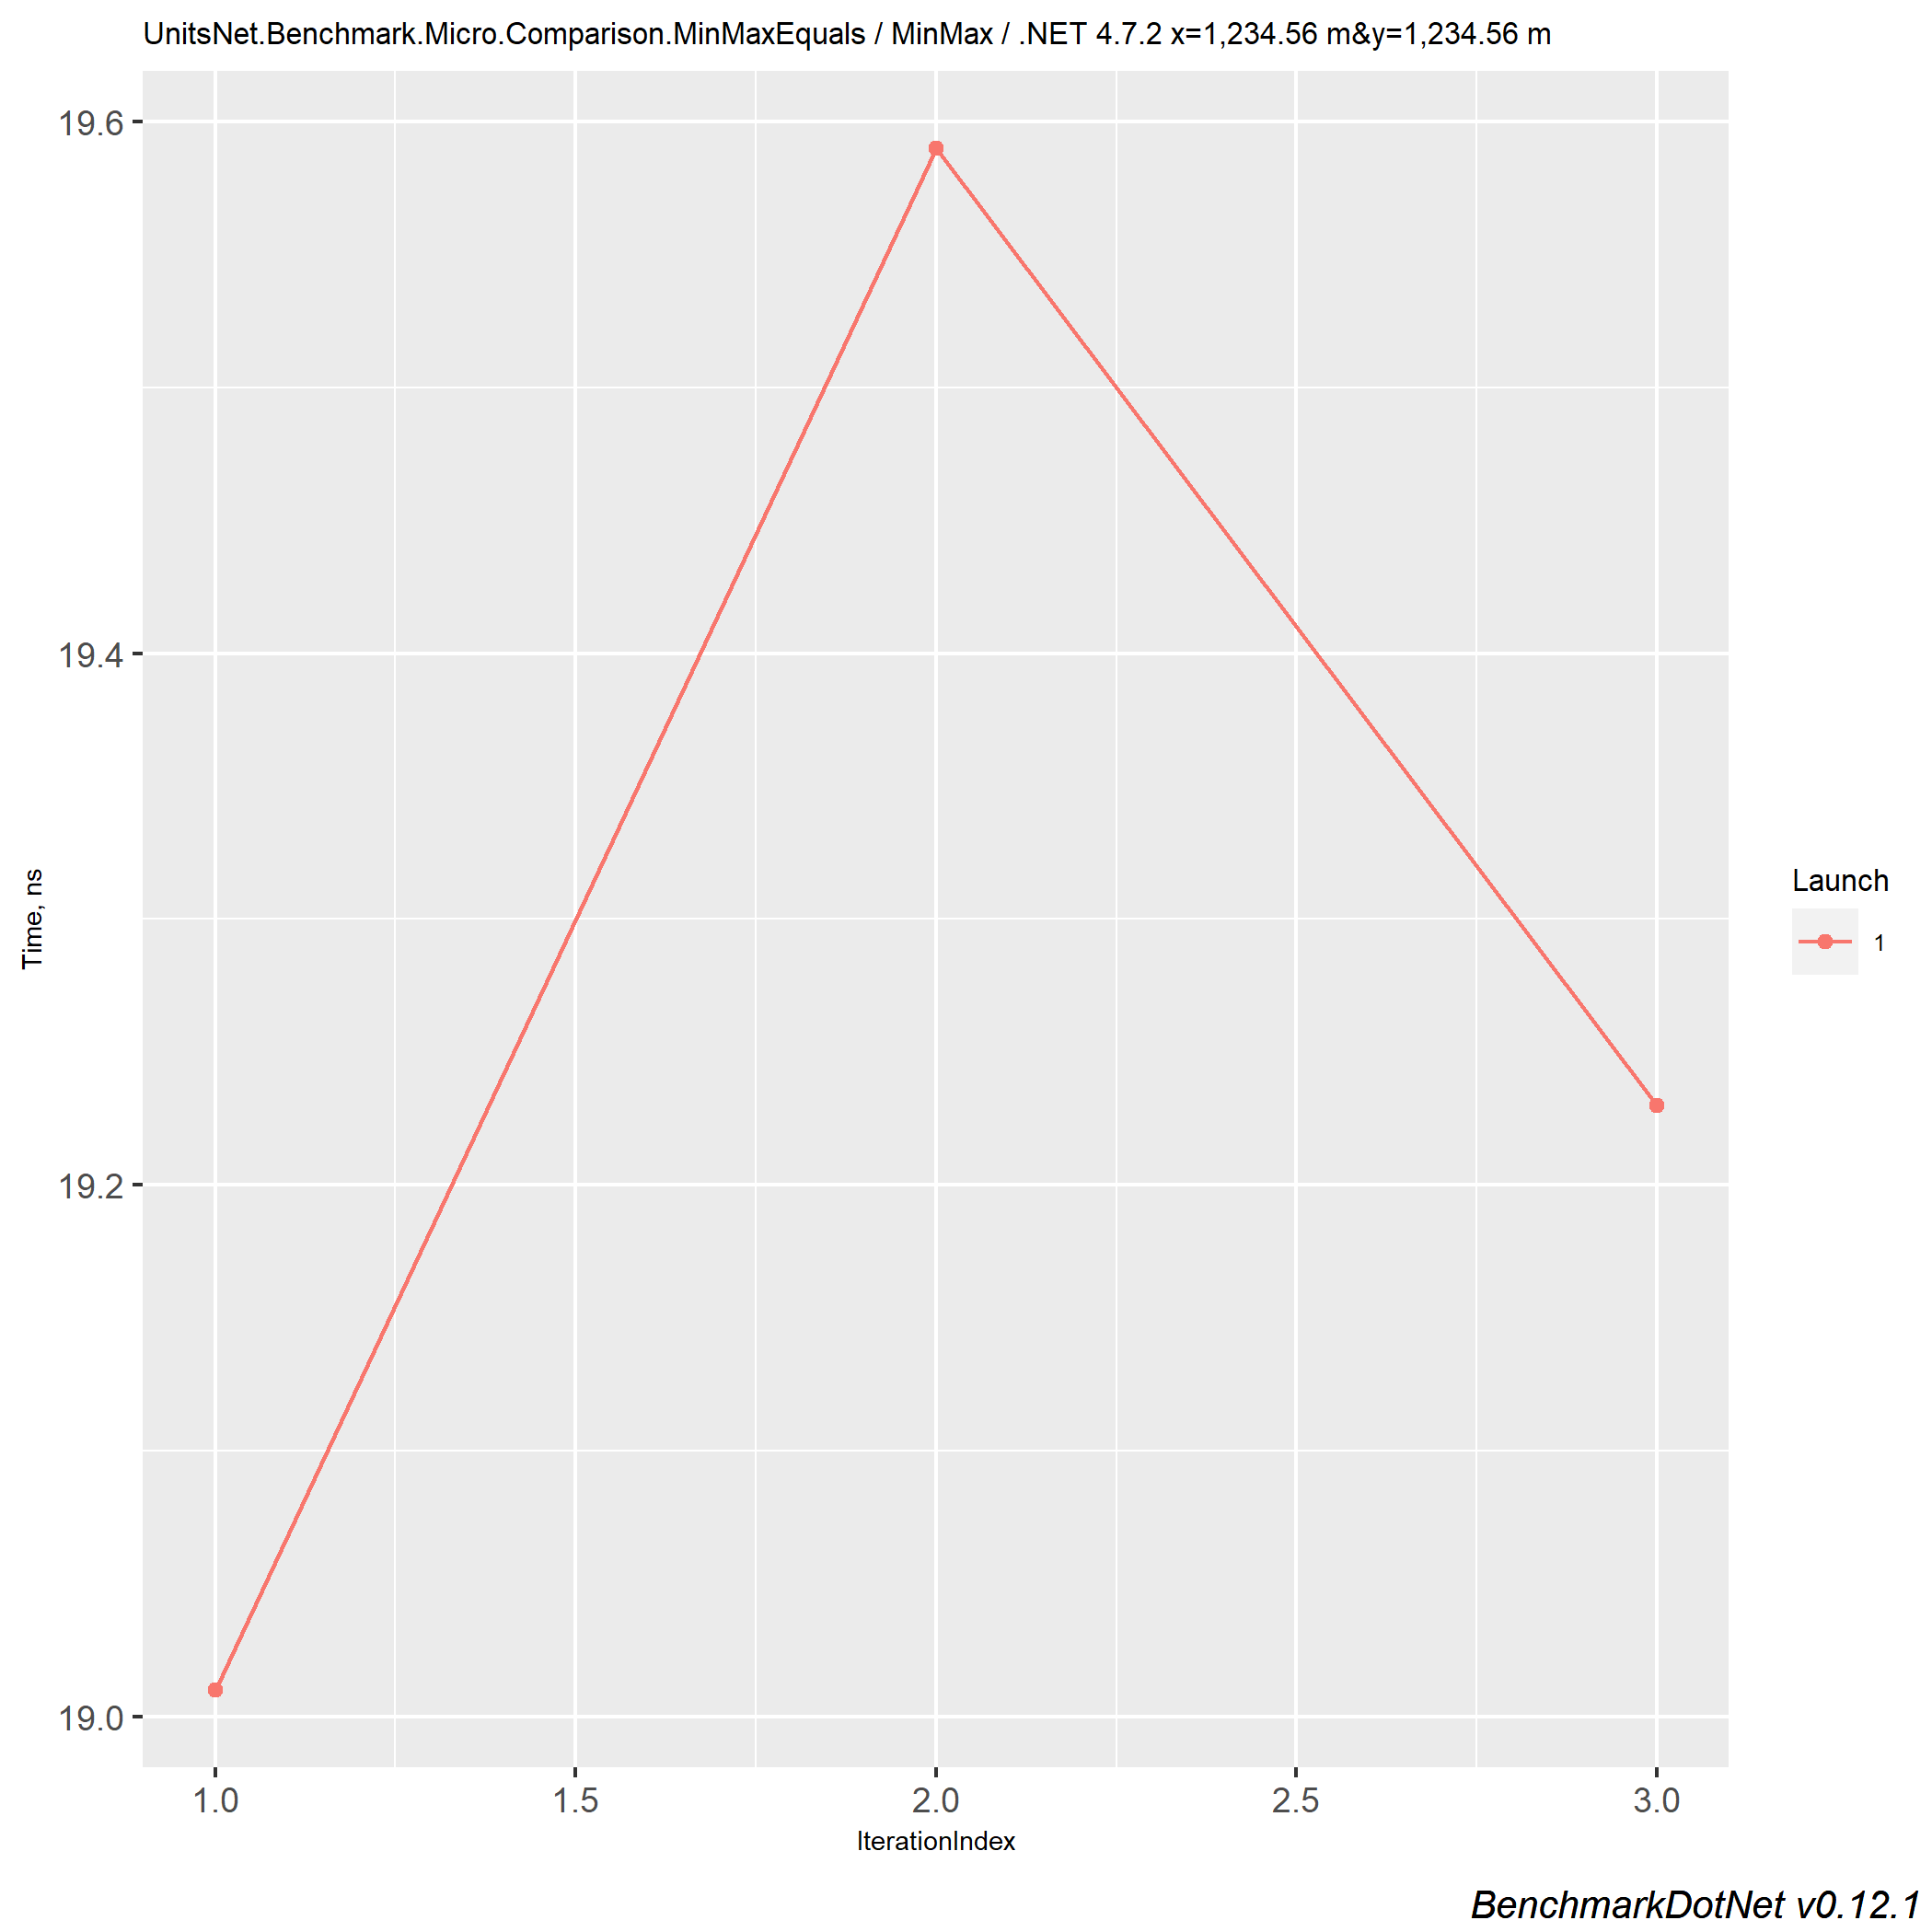 UnitsNet.Benchmark.Micro.Comparison.MinMaxEquals / MinMax / .NET 4.7.2 x=1,234.56 m&y=1,234.56 m
19.6
19.4
19.2
19.0
Time, ns
1.0
1.5
2.0
2.5
3.0
IterationIndex
Launch
1
BenchmarkDotNet v0.12.1